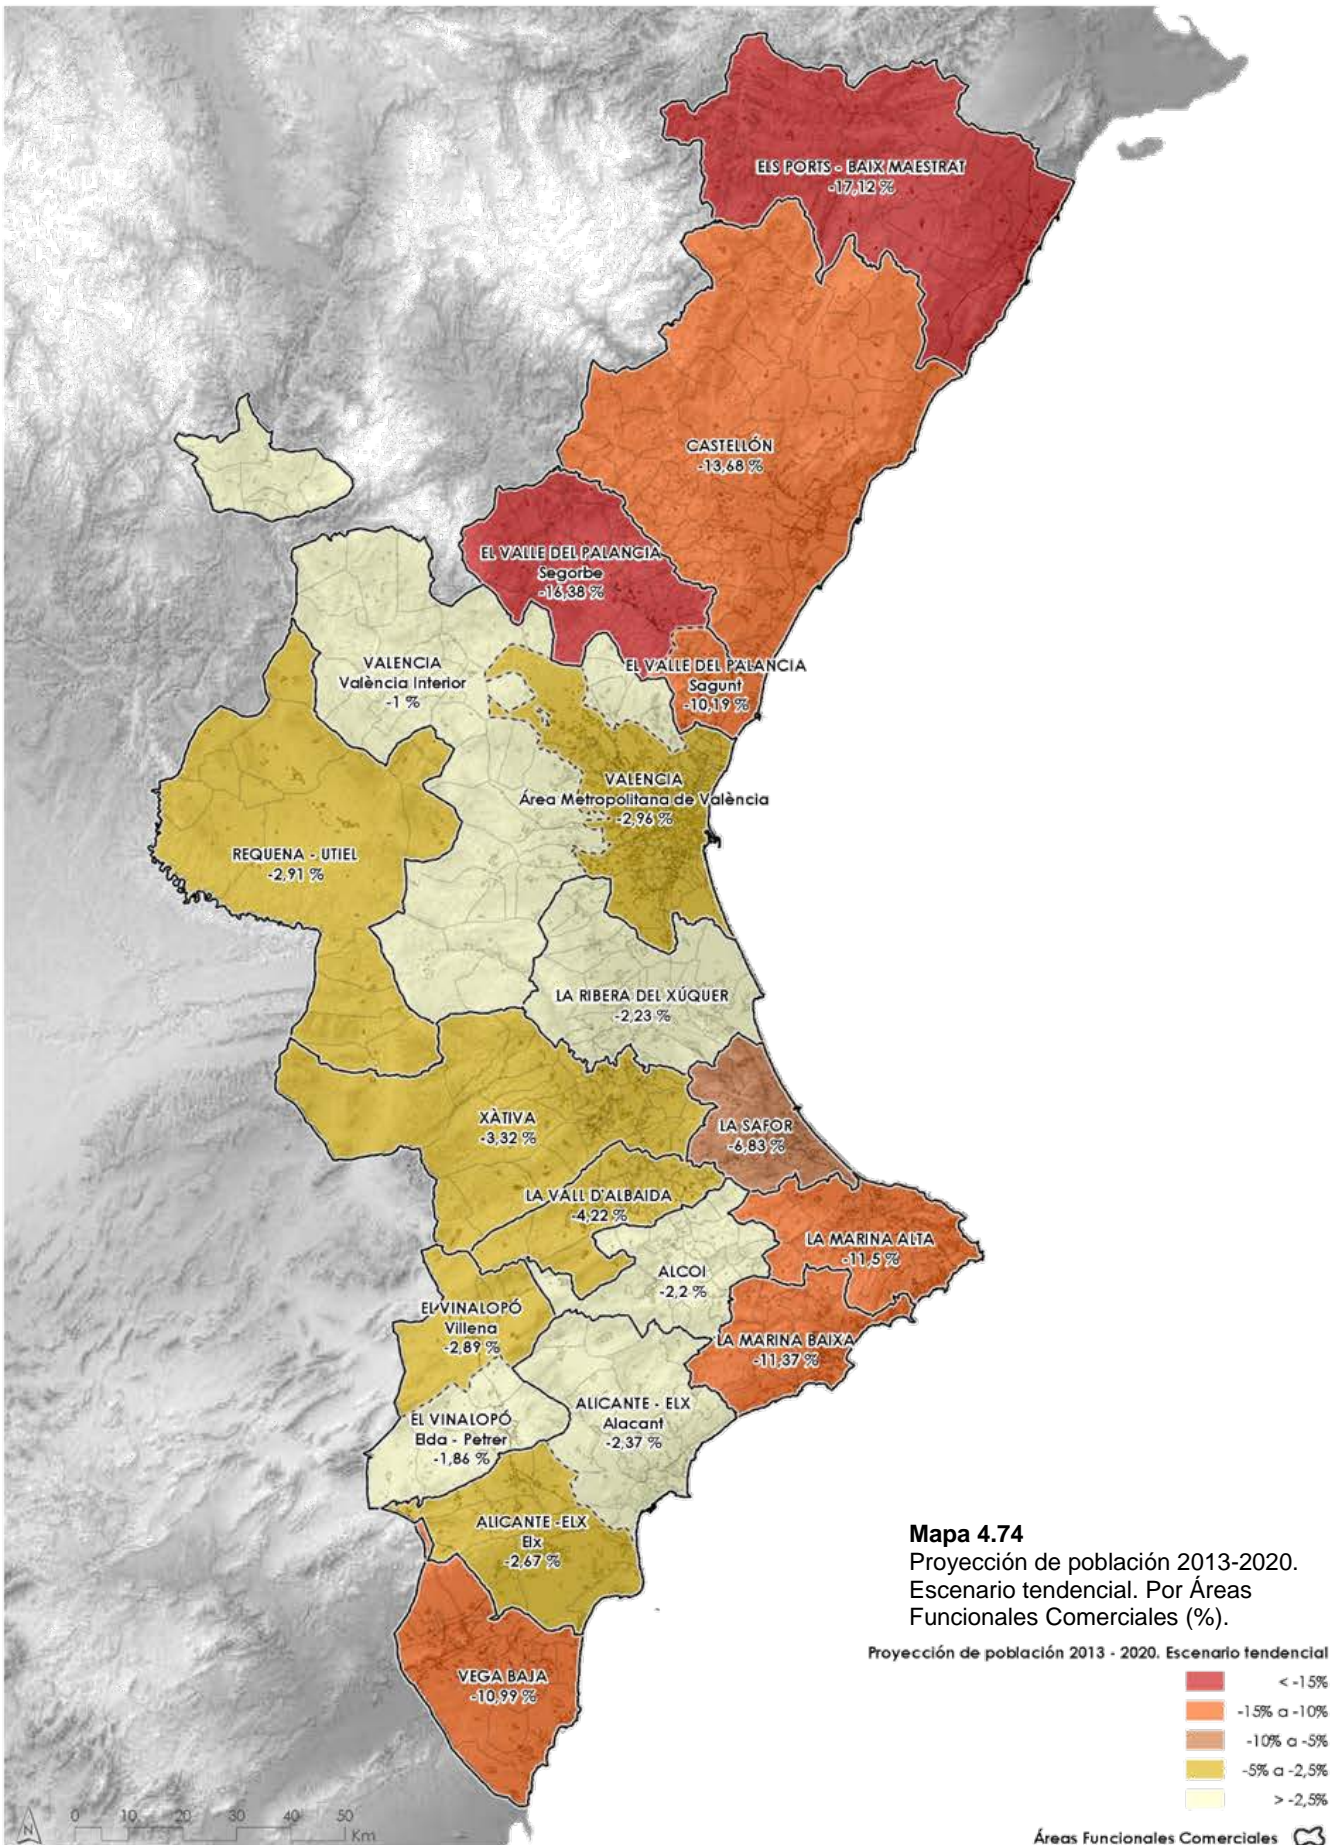 ELS PORTS - BAIX MAESTRAT
-17,12 %
CASTELLÓN
-13,68 %
EL VALLE DEL PALANCIA
Segorbe
-16,38 %
VALENCIA
València Interior
-1 %
EL VALLE DEL PALANCIA
Sagunt
-10,19 %
VALENCIA
Área Metropolitana de València
-2,96 %
REQUENA - UTIEL
-2,91 %
LA RIBERA DEL XÚQUER
-2,23 %
XÀTIVA
-3,32 %
LA SAFOR
-6,83 %
LA VALL D'ALBAIDA
-4,22 %
LA MARINA ALTA
-11,5 %
ALCOI
-2,2 %
EL VINALOPÓ
Villena
-2,89 %
LA MARINA BAIXA
-11,37 %
ALICANTE - ELX
Alacant
-2,37 %
EL VINALOPÓ
Elda - Petrer
-1,86 %
ALICANTE -ELX
Elx
-2,67 %
VEGA BAJA
-10,99 %
Mapa 4.74
Proyección de población 2013-2020.
Escenario tendencial. Por Áreas
Funcionales Comerciales (%).
Proyección de población 2013 - 2020. Escenario tendencial
< -15%
-15% a -10%
-10% a -5%
-5% a -2,5%
> -2,5%
Áreas Funcionales Comerciales
N
0 10 20 30 40 50
Km